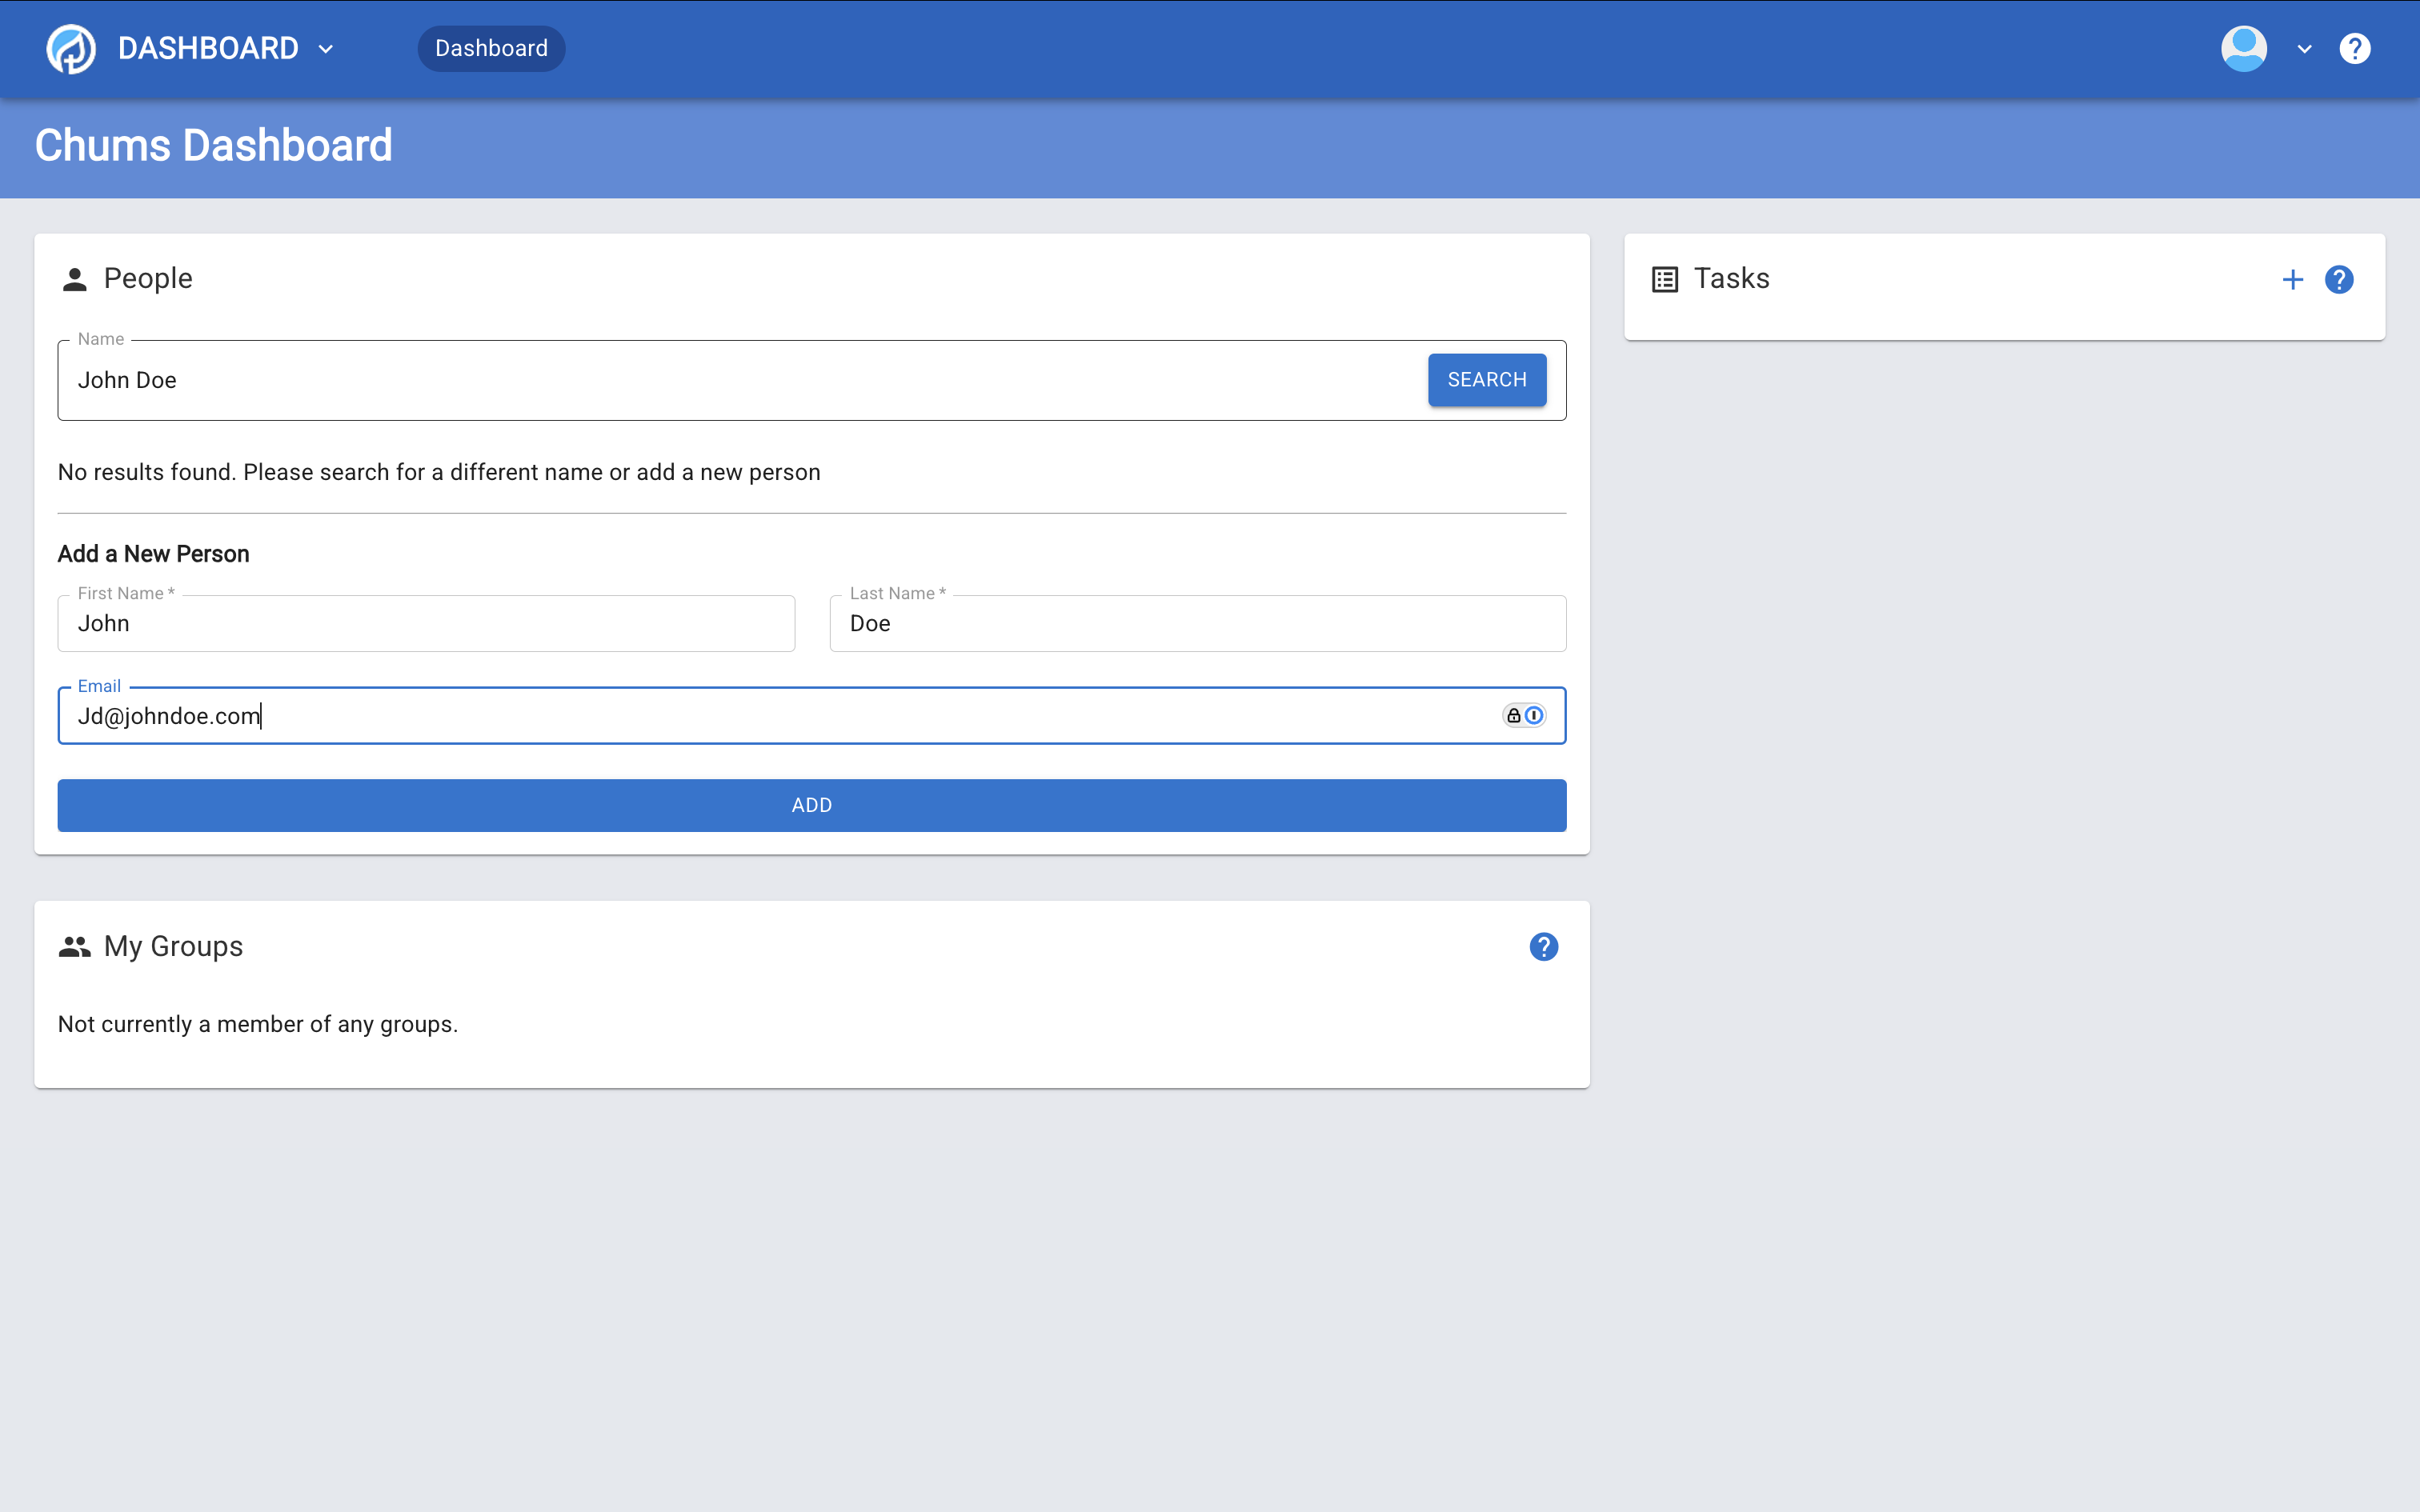 DASHBOARD
Dashboard
Chums Dashboard
People
Name
John Doe
SEARCH
No results found. Please search for a different name or add a new person
Add a New Person
First Name *
John
Last Name *
Doe
Email
Jd@johndoe.com
ADD
My Groups
Not currently a member of any groups.
Tasks